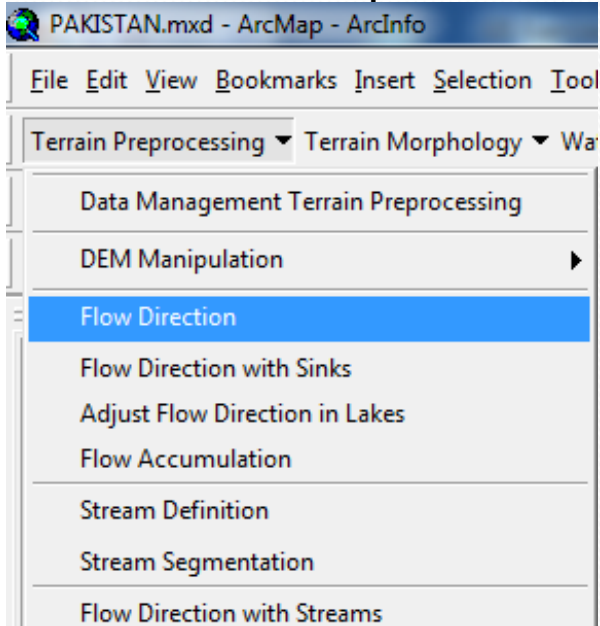 PAKISTAN.mxd - ArcMap - ArcInfo
File Edit View Bookmarks Insert Selection
Terrain Preprocessing Terrain Morphology
Data Management Terrain Preprocessing
DEM Manipulation
Flow Direction
Flow Direction with Sinks
Adjust Flow Direction in Lakes
Flow Accumulation
Stream Definition
Stream Segmentation
Flow Direction with Streams